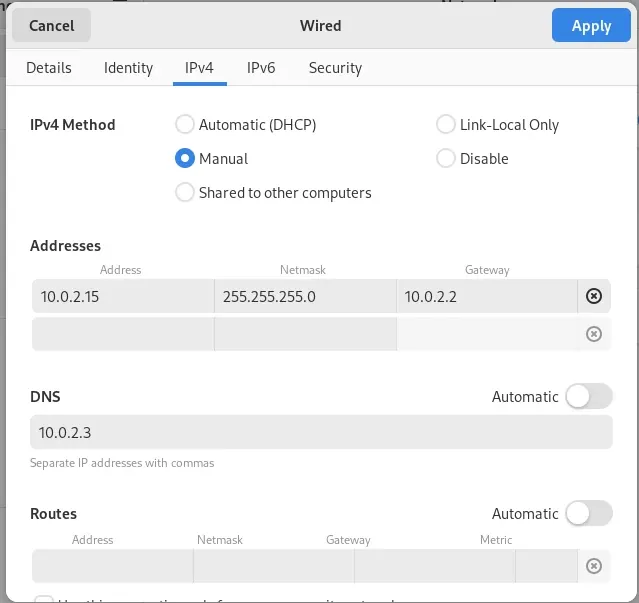 Cancel Wired Apply
Details Identity IPv4 IPv6 Security
IPv4 Method Automatic (DHCP) Link-Local Only
Manual Disable
Shared to other computers
Addresses
Address Netmask Gateway
10.0.2.15 255.255.255.0 10.0.2.2
DNS Automatic
10.0.2.3
Separate IP addresses with commas
Routes Automatic
Address Netmask Gateway Metric